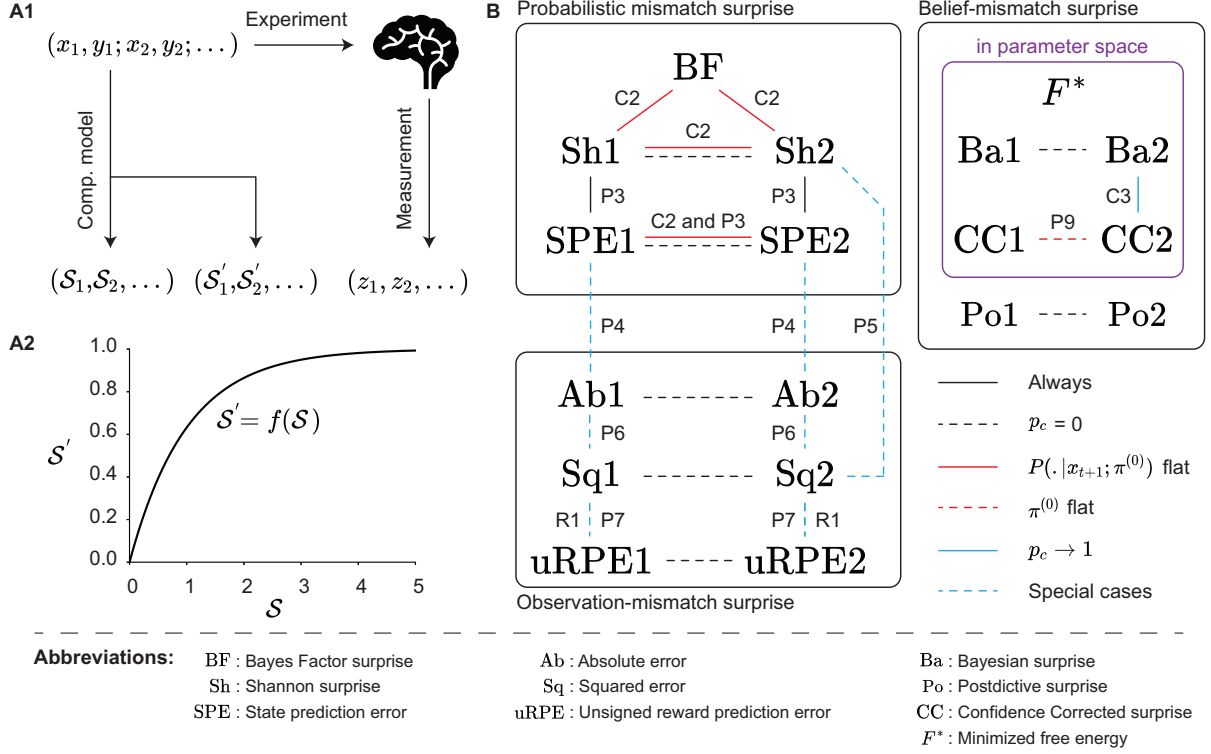 A1
Experiment
(x₁, y₁; x₂, y₂; . . . )
Comp. model
Measurement
(𝒮₁,𝒮₂, . . . )
(𝒮₁′,𝒮₂′, . . . )
(z₁, z₂, . . . )
A2
1.0
0.8
0.6
0.4
0.2
0.0
𝒮′
𝒮′= f(𝒮)
0 1 2 3 4 5
𝒮
B
Probabilistic mismatch surprise
BF
C2 C2
C2
Sh1 Sh2
P3 P3
C2 and P3
SPE1 SPE2
P4 P4 P5
Ab1 Ab2
P6 P6
Sq1 Sq2
R1 P7 P7 R1
uRPE1 uRPE2
Observation-mismatch surprise
Belief-mismatch surprise
in parameter space
F*
Ba1 Ba2
C3
P9
CC1 CC2
Po1 Po2
Always
p_c = 0
P(. |x_{t+1}; π⁽⁰⁾) flat
π⁽⁰⁾ flat
p_c → 1
Special cases
Abbreviations:
BF : Bayes Factor surprise
Sh : Shannon surprise
SPE : State prediction error
Ab : Absolute error
Sq : Squared error
uRPE : Unsigned reward prediction error
Ba : Bayesian surprise
Po : Postdictive surprise
CC : Confidence Corrected surprise
F* : Minimized free energy